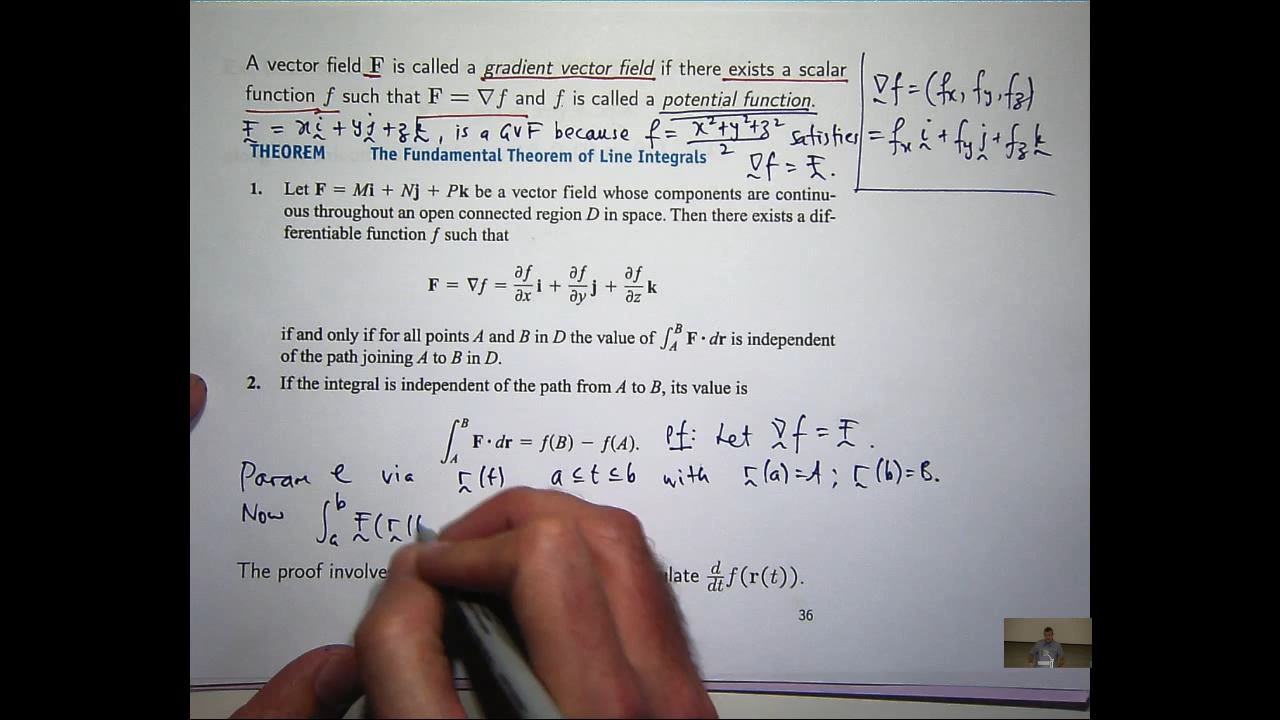 A vector field F is called a gradient vector field if there exists a scalar
function f such that F = ∇f and f is called a potential function.
F = xi + yj + zk, is a GVF because f = (x²+y²+z²)/2 satisfies
∇f = F.
∇f = (fx, fy, fz)
= fx i + fy j + fz k
THEOREM The Fundamental Theorem of Line Integrals
1. Let F = Mi + Nj + Pk be a vector field whose components are continu-
ous throughout an open connected region D in space. Then there exists a dif-
ferentiable function f such that
F = ∇f = ∂f/∂x i + ∂f/∂y j + ∂f/∂z k
if and only if for all points A and B in D the value of ∫_A^B F · dr is independent
of the path joining A to B in D.
2. If the integral is independent of the path from A to B, its value is
∫_A^B F · dr = f(B) − f(A). Pf: Let ∇f = F.
Param C via r(t) a ≤ t ≤ b with r(a)=A; r(b)=B.
Now ∫_a^b F(r(
The proof involve late d/dt f(r(t)).
36